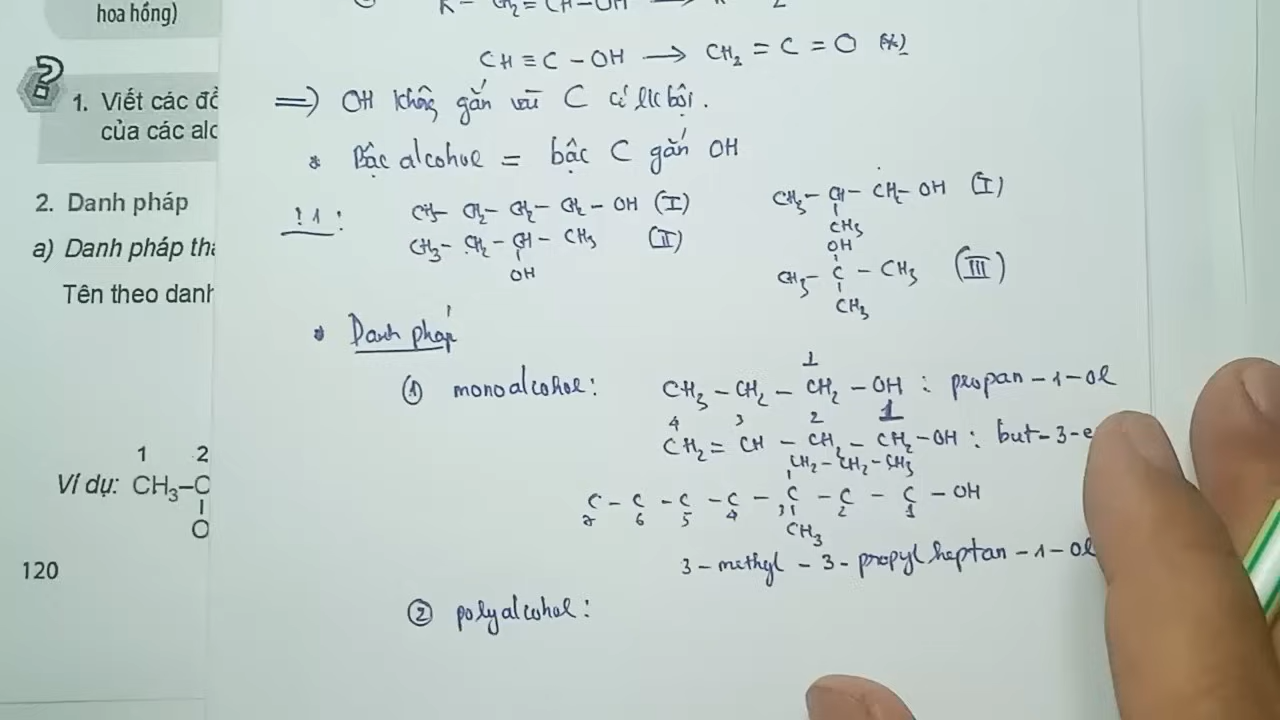 hoa hồng)
1. Viết các đồ
của các alc
2. Danh pháp
a) Danh pháp tha
Tên theo danh
1 2
Ví dụ: CH₃–C
O
120
CH ≡ C – OH → CH₂ = C = O (*)
=> OH không gắn với C có lk bội.
* Bậc alcohol = bậc C gắn OH
!1:
CH₃– CH₂– CH₂– CH₂– OH (I)
CH₃– CH– CH₂– OH (I)
CH₃
CH₃– CH₂– CH – CH₃ (II)
OH
OH
CH₃– C – CH₃ (III)
CH₃
* Danh pháp
1
① monoalcohol: CH₃ – CH₂ – CH₂ – OH : propan – 1 – ol
4 3 2 1
CH₂ = CH – CH₂ – CH₂ – OH : but – 3 – e
CH₂ – CH₂ – CH₃
C – C – C – C – C – C – C – OH
7 6 5 4 3 2 1
CH₃
3 – methyl – 3 – propyl heptan – 1 – ol
② polyalcohol :